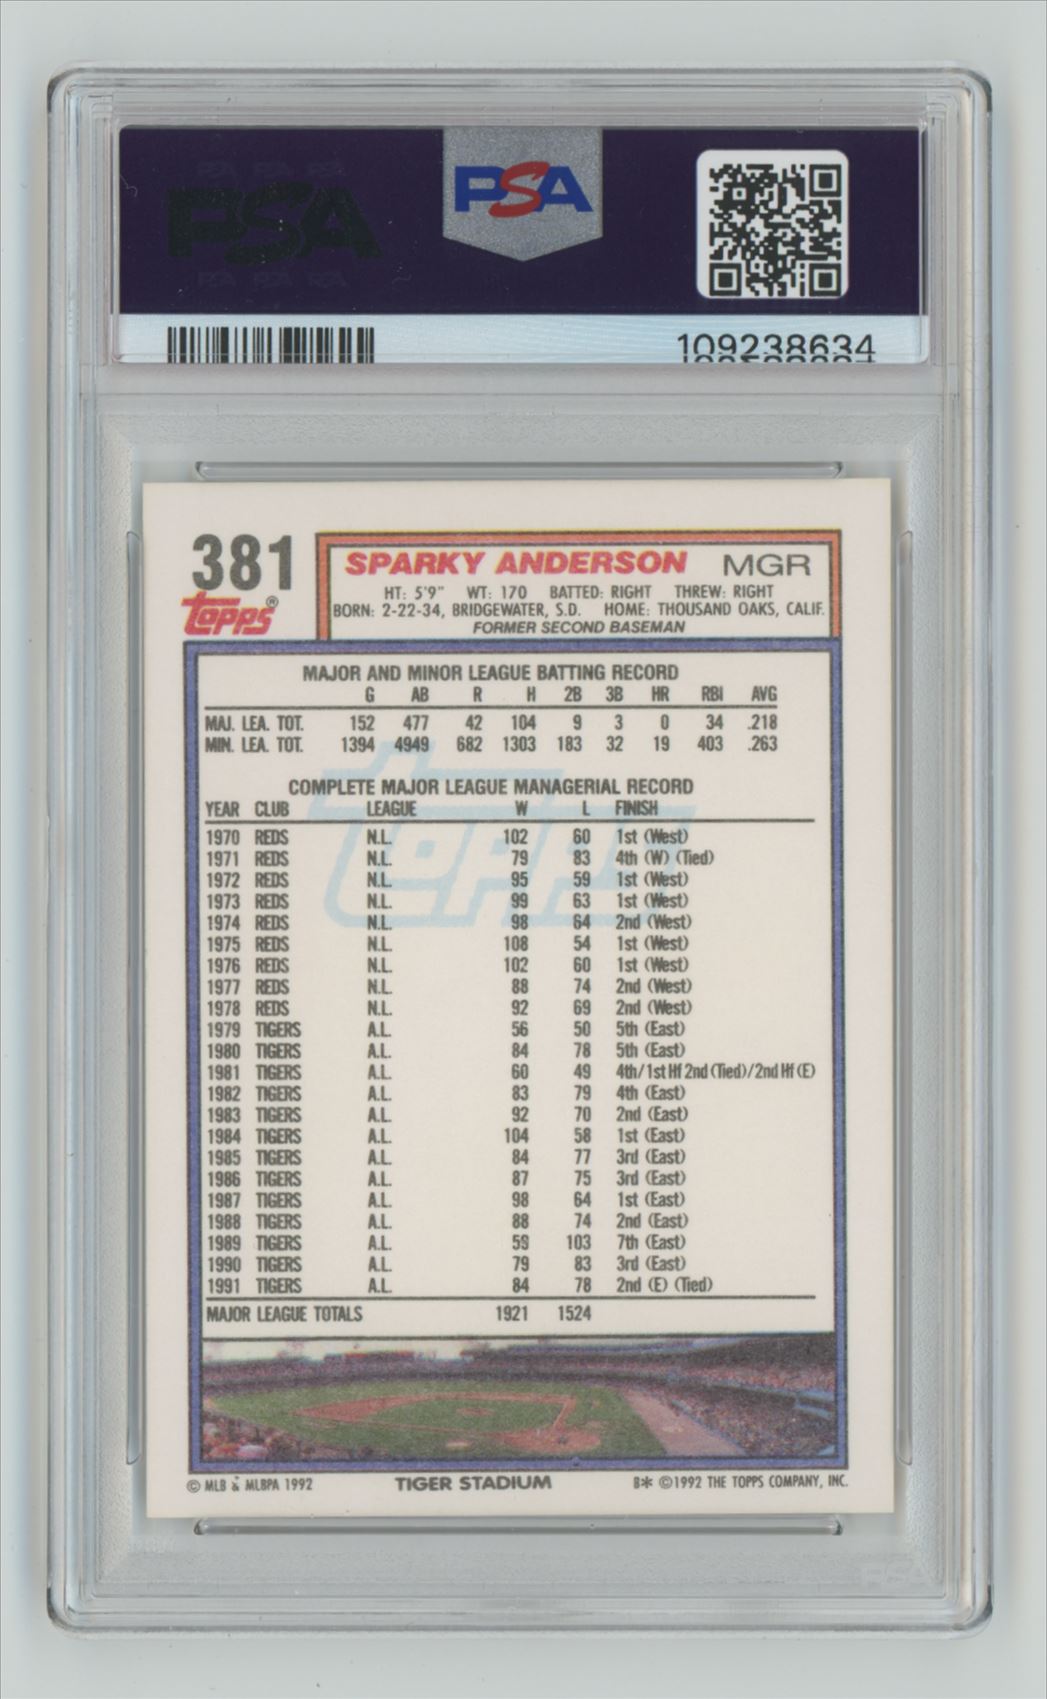 PSA PSA PSA
PSA
PSA PSA PSA
PSA
109238634
381
Topps®
SPARKY ANDERSON MGR
HT: 5'9" WT: 170 BATTED: RIGHT THREW: RIGHT
BORN: 2-22-34, BRIDGEWATER, S.D. HOME: THOUSAND OAKS, CALIF.
FORMER SECOND BASEMAN
MAJOR AND MINOR LEAGUE BATTING RECORD
G AB R H 2B 3B HR RBI AVG
MAJ. LEA. TOT. 152 477 42 104 9 3 0 34 .218
MIN. LEA. TOT. 1394 4949 682 1303 183 32 19 403 .263
COMPLETE MAJOR LEAGUE MANAGERIAL RECORD
YEAR CLUB LEAGUE W L FINISH
1970 REDS N.L. 102 60 1st (West)
1971 REDS N.L. 79 83 4th (W) (Tied)
1972 REDS N.L. 95 59 1st (West)
1973 REDS N.L. 99 63 1st (West)
1974 REDS N.L. 98 64 2nd (West)
1975 REDS N.L. 108 54 1st (West)
1976 REDS N.L. 102 60 1st (West)
1977 REDS N.L. 88 74 2nd (West)
1978 REDS N.L. 92 69 2nd (West)
1979 TIGERS A.L. 56 50 5th (East)
1980 TIGERS A.L. 84 78 5th (East)
1981 TIGERS A.L. 60 49 4th/1st Hf 2nd (Tied)/2nd Hf (E)
1982 TIGERS A.L. 83 79 4th (East)
1983 TIGERS A.L. 92 70 2nd (East)
1984 TIGERS A.L. 104 58 1st (East)
1985 TIGERS A.L. 84 77 3rd (East)
1986 TIGERS A.L. 87 75 3rd (East)
1987 TIGERS A.L. 98 64 1st (East)
1988 TIGERS A.L. 88 74 2nd (East)
1989 TIGERS A.L. 59 103 7th (East)
1990 TIGERS A.L. 79 83 3rd (East)
1991 TIGERS A.L. 84 78 2nd (E) (Tied)
MAJOR LEAGUE TOTALS 1921 1524
Topps
© MLB & MLBPA 1992 TIGER STADIUM B* ©1992 THE TOPPS COMPANY, INC.
PSA